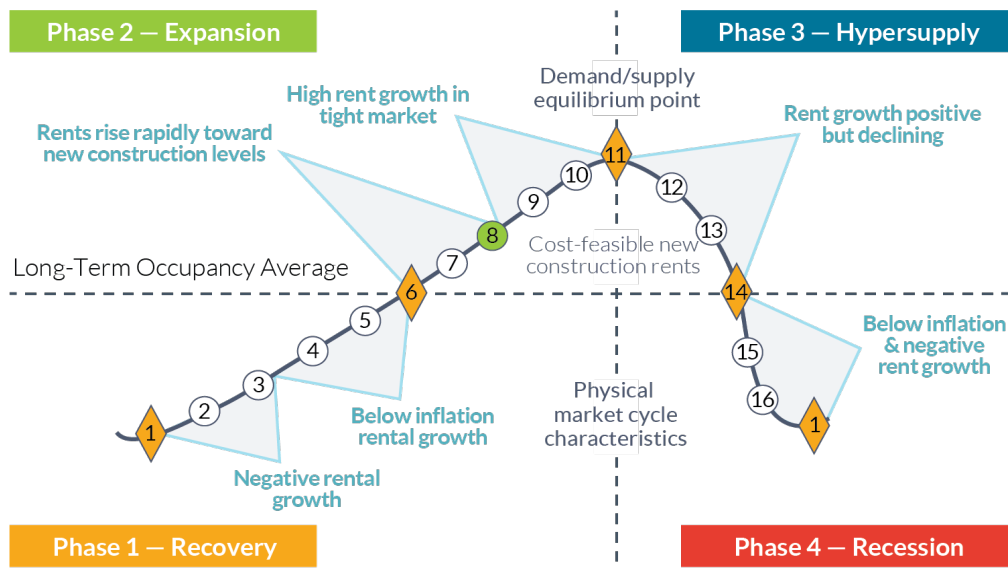 Phase 2 — Expansion
Phase 3 — Hypersupply
Demand/supply
equilibrium point
High rent growth in
tight market
Rent growth positive
but declining
Rents rise rapidly toward
new construction levels
11
10
12
9
13
8
Cost-feasible new
construction rents
7
Long-Term Occupancy Average
6
14
5
Below inflation
& negative
rent growth
4
15
3
Physical
market cycle
characteristics
16
2
Below inflation
rental growth
1
1
Negative rental
growth
Phase 1 — Recovery
Phase 4 — Recession